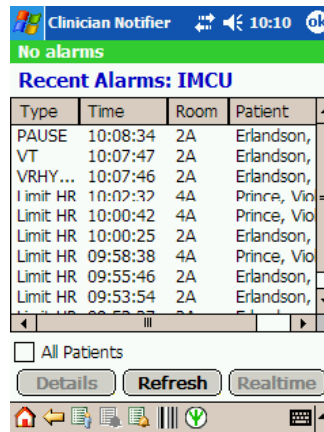 Clinician Notifier 10:10 ok
No alarms
Recent Alarms: IMCU
Type Time Room Patient
PAUSE 10:08:34 2A Erlandson,
VT 10:07:47 2A Erlandson,
VRHY... 10:07:46 2A Erlandson,
Limit HR 10:02:32 4A Prince, Viol
Limit HR 10:00:42 4A Prince, Viol
Limit HR 10:00:25 2A Erlandson,
Limit HR 09:58:38 4A Prince, Viol
Limit HR 09:55:46 2A Erlandson,
Limit HR 09:53:54 2A Erlandson,
All Patients
Details Refresh Realtime